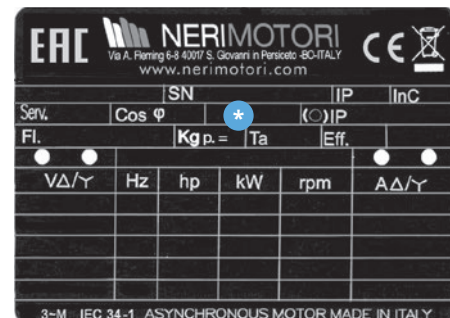 EAC NERIMOTORI CE
Via A. Fleming 6-8 40017 S. Giovanni in Persiceto -BO-ITALY
www.nerimotori.com
SN IP InC
Serv. Cos φ * (○)IP
Fl. Kg p.= Ta Eff.
V△/Y Hz hp kW rpm A△/Y
3~M IEC 34-1 ASYNCHRONOUS MOTOR MADE IN ITALY